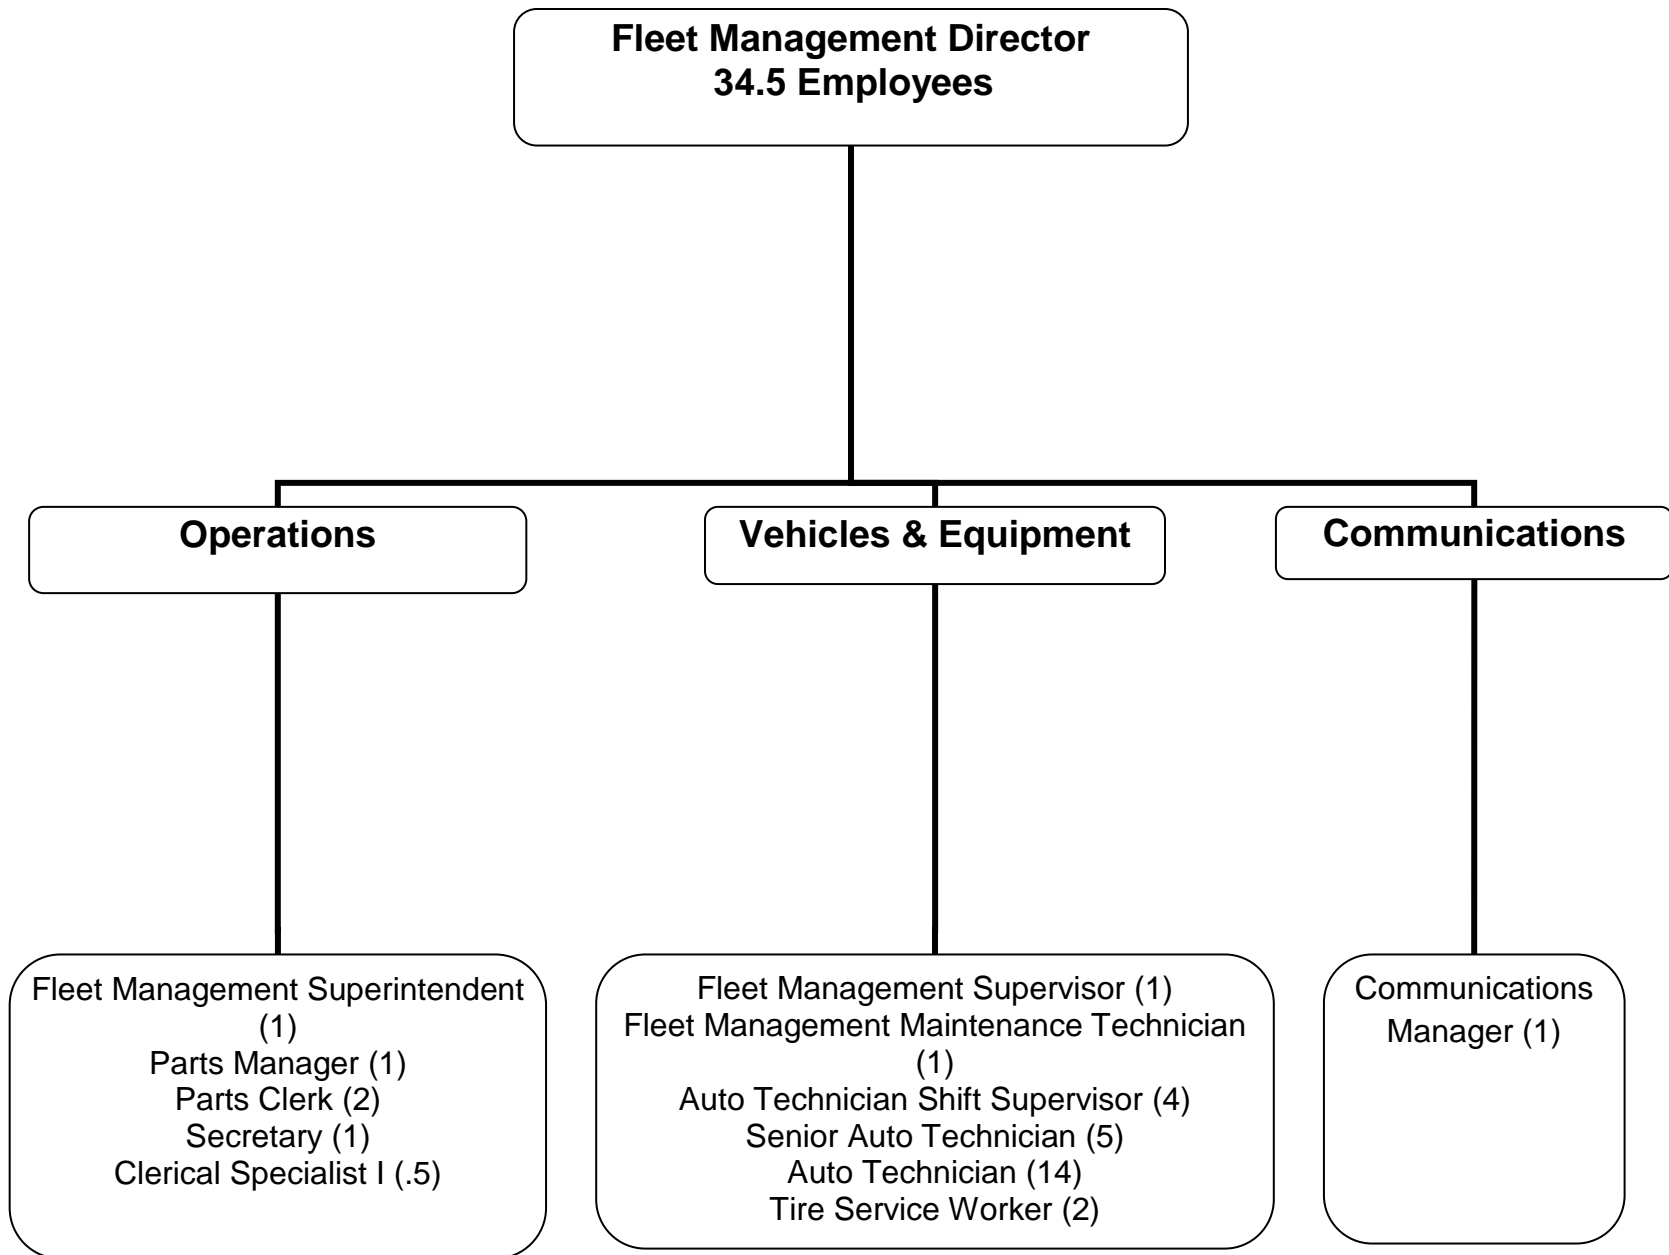 Fleet Management Director
34.5 Employees
Operations
Vehicles & Equipment
Communications
Fleet Management Superintendent
(1)
Parts Manager (1)
Parts Clerk (2)
Secretary (1)
Clerical Specialist I (.5)
Fleet Management Supervisor (1)
Fleet Management Maintenance Technician
(1)
Auto Technician Shift Supervisor (4)
Senior Auto Technician (5)
Auto Technician (14)
Tire Service Worker (2)
Communications
Manager (1)